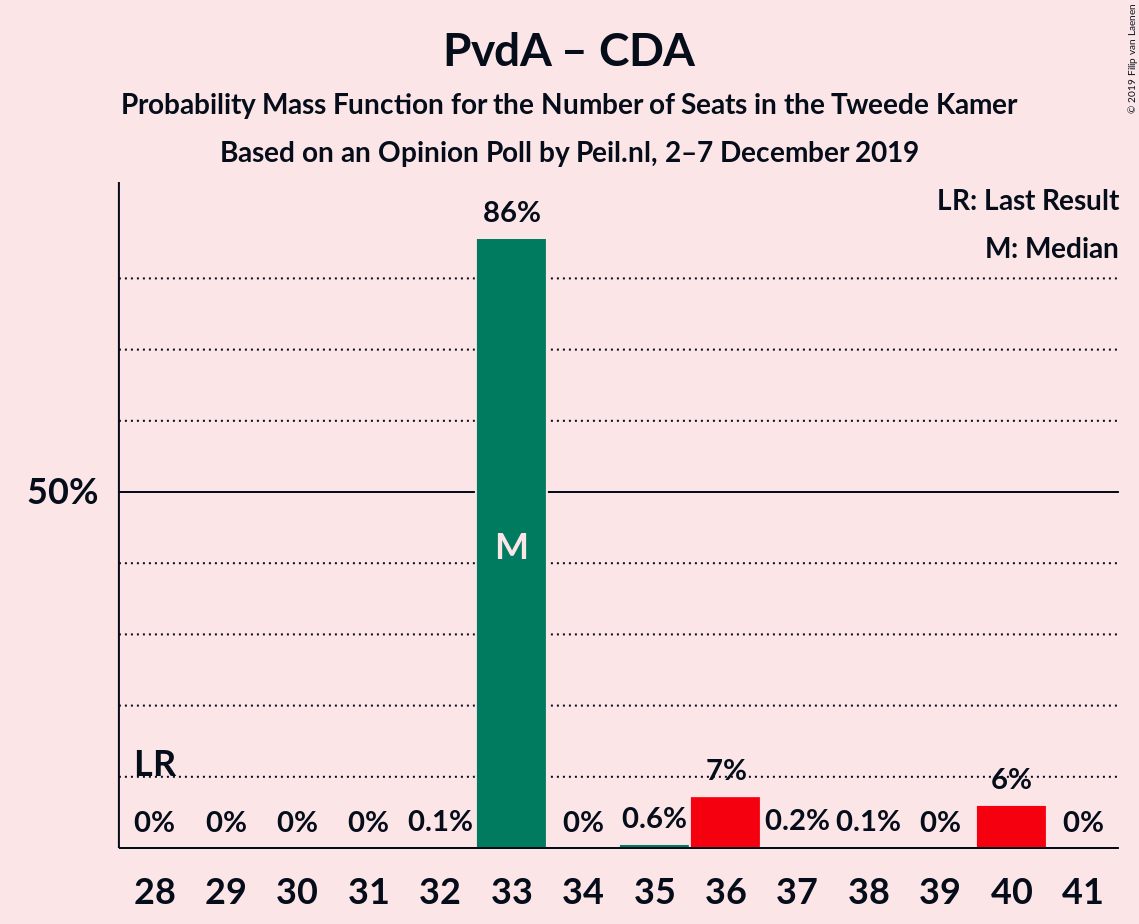 PvdA – CDA
Probability Mass Function for the Number of Seats in the Tweede Kamer
Based on an Opinion Poll by Peil.nl, 2–7 December 2019
© 2019 Filip van Laenen
LR: Last Result
M: Median
86%
50%
M
LR
7%
6%
0% 0% 0% 0% 0.1% 0% 0.6% 0.2% 0.1% 0% 0%
28 29 30 31 32 33 34 35 36 37 38 39 40 41